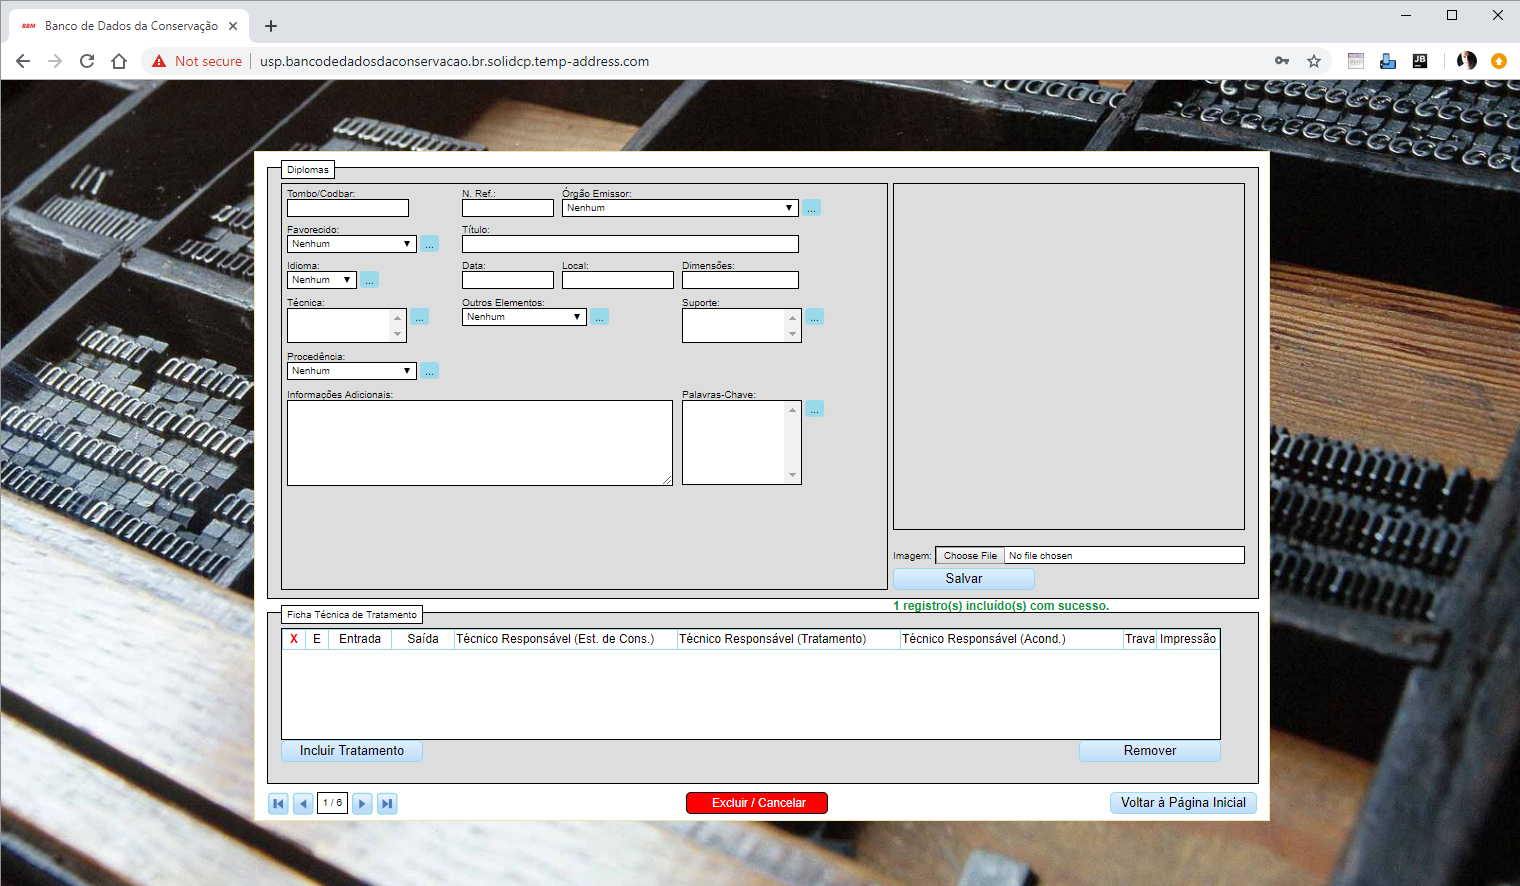 BBM Banco de Dados da Conservação
Not secure usp.bancodedadosdaconservacao.br.solidcp.temp-address.com
JB
Diplomas
Tombo/Codbar: N. Ref.: Órgão Emissor:
Nenhum ...
Favorecido: Título:
Nenhum ...
Idioma: Data: Local: Dimensões:
Nenhum ...
Técnica: Outros Elementos: Suporte:
... Nenhum ... ...
Procedência:
Nenhum ...
Informações Adicionais: Palavras-Chave:
...
Imagem: Choose File No file chosen
Salvar
1 registro(s) incluído(s) com sucesso.
Ficha Técnica de Tratamento
X E Entrada Saída Técnico Responsável (Est. de Cons.) Técnico Responsável (Tratamento) Técnico Responsável (Acond.) Trava Impressão
Incluir Tratamento Remover
1 / 6 Excluir / Cancelar Voltar à Página Inicial